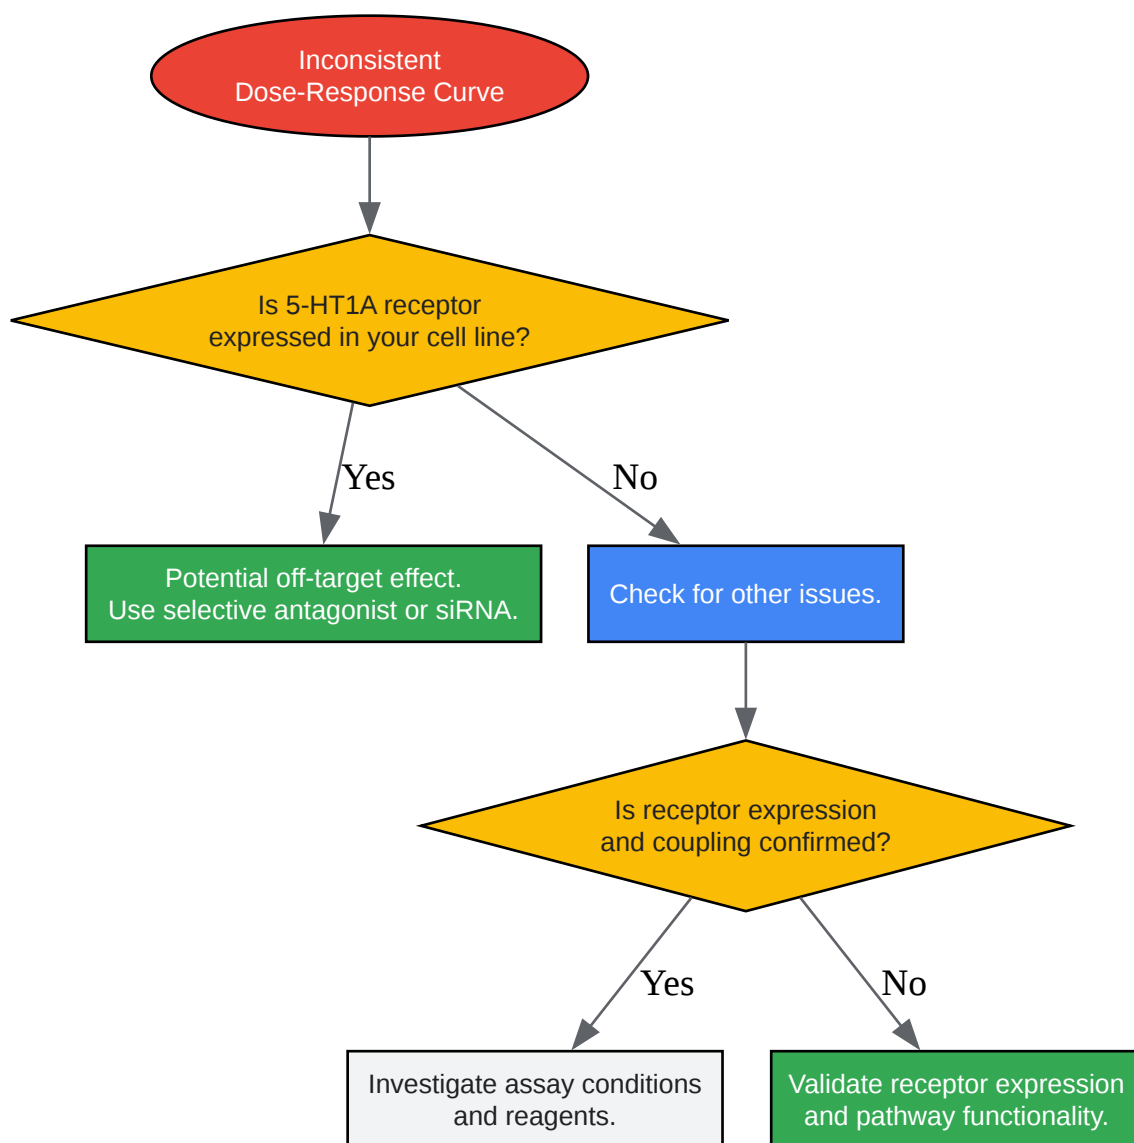 Inconsistent
Dose-Response Curve
Is 5-HT1A receptor
expressed in your cell line?
Yes
No
Potential off-target effect.
Use selective antagonist or siRNA.
Check for other issues.
Is receptor expression
and coupling confirmed?
Yes
No
Investigate assay conditions
and reagents.
Validate receptor expression
and pathway functionality.